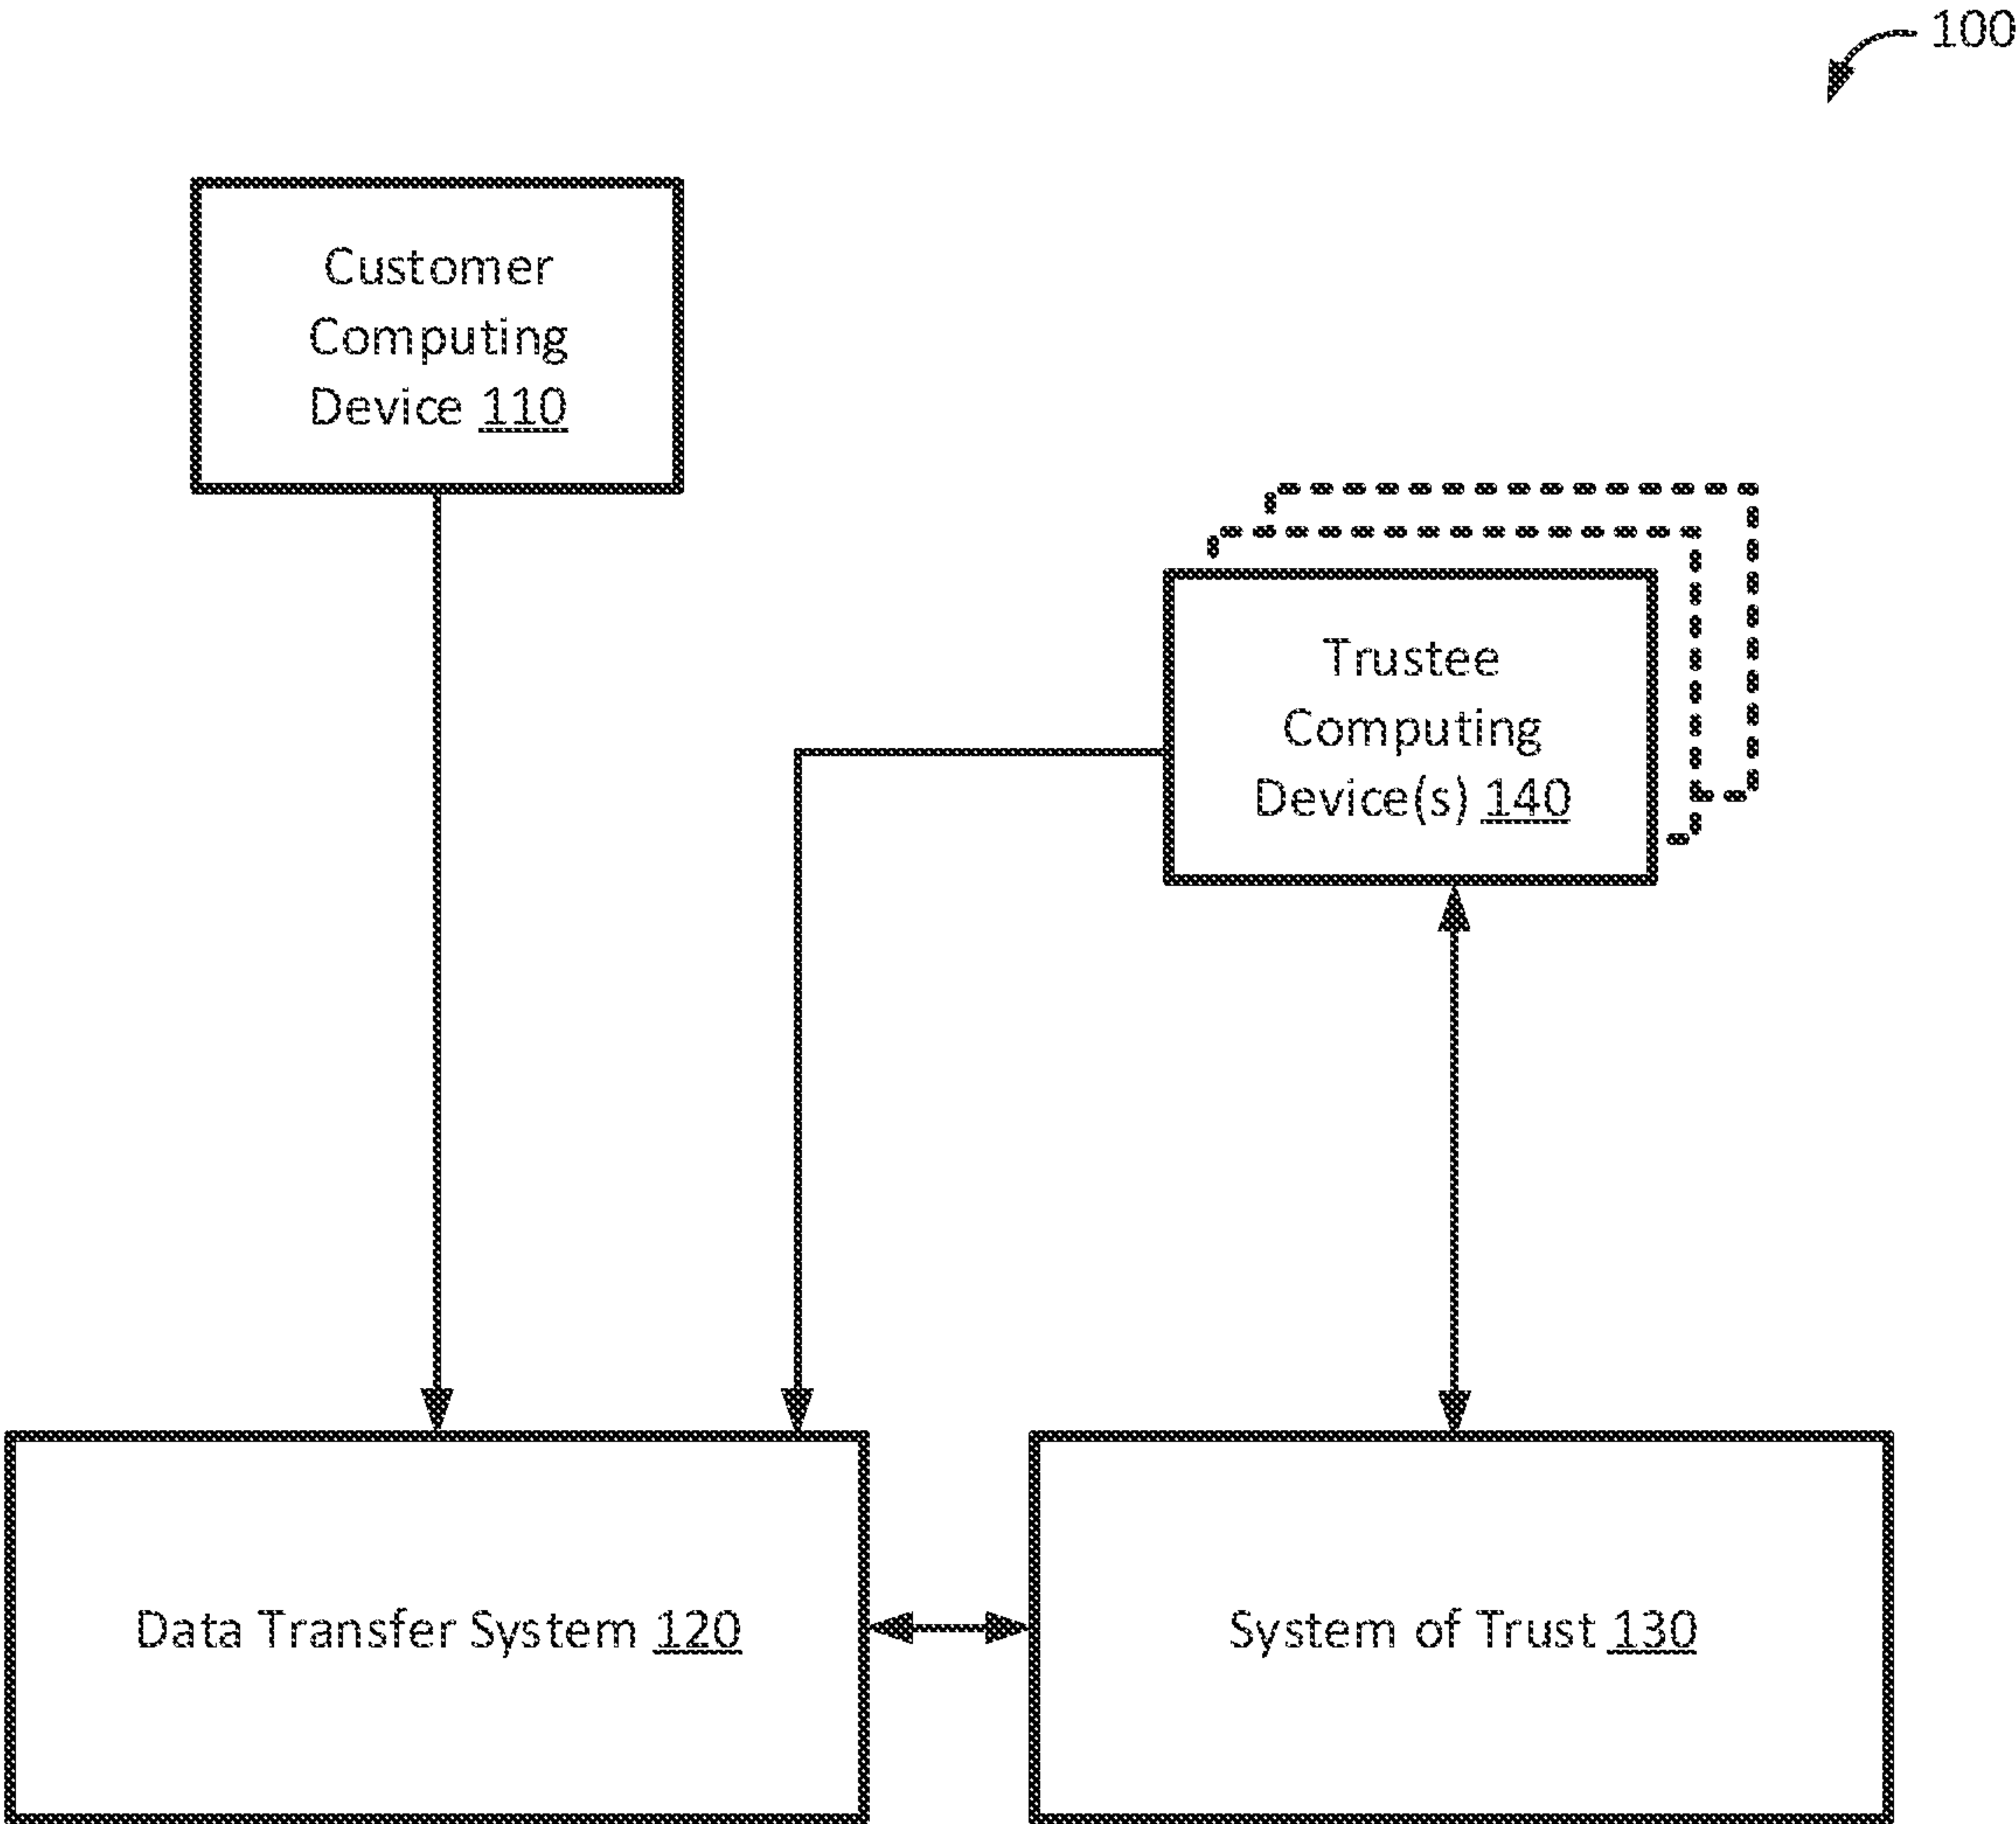 100
Customer
Computing
Device 110
Trustee
Computing
Device(s) 140
Data Transfer System 120
System of Trust 130